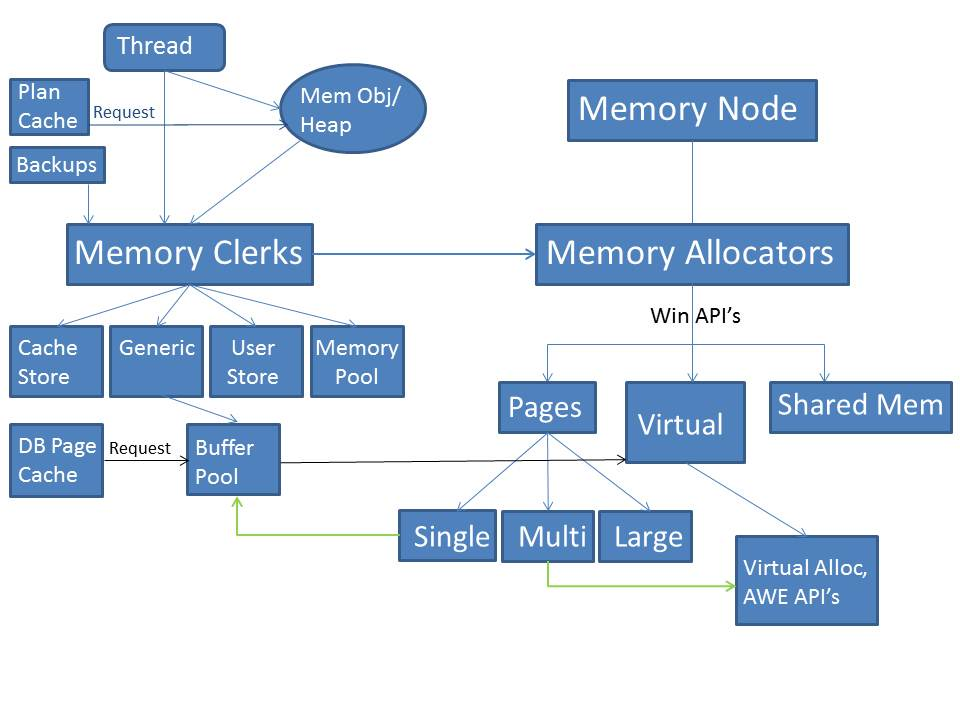 Thread
Plan
Cache
Request
Mem Obj/
Heap
Memory Node
Backups
Memory Clerks
Memory Allocators
Win API’s
Cache
Store
Generic
User
Store
Memory
Pool
Pages
Virtual
Shared Mem
DB Page
Cache
Request
Buffer
Pool
Single
Multi
Large
Virtual Alloc,
AWE API’s